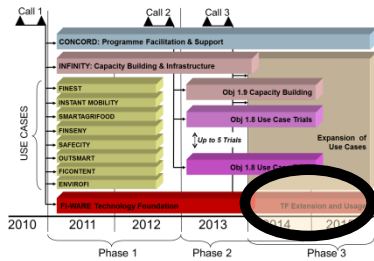 Call 1
Call 2
Call 3
CONCORD: Programme Facilitation & Support
INFINITY: Capacity Building & Infrastructure
USE CASES
FINEST
INSTANT MOBILITY
SMARTAGRIFOOD
FINSENY
SAFECITY
OUTSMART
FICONTENT
ENVIROFI
Obj 1.9 Capacity Building
Obj 1.8 Use Case Trials
Up to 5 Trials
Expansion of
Use Cases
Obj 1.8 Use
FI-WARE Technology Foundation
TF Extension and Usage
2010
2011
2012
2013
2014
Phase 1
Phase 2
Phase 3